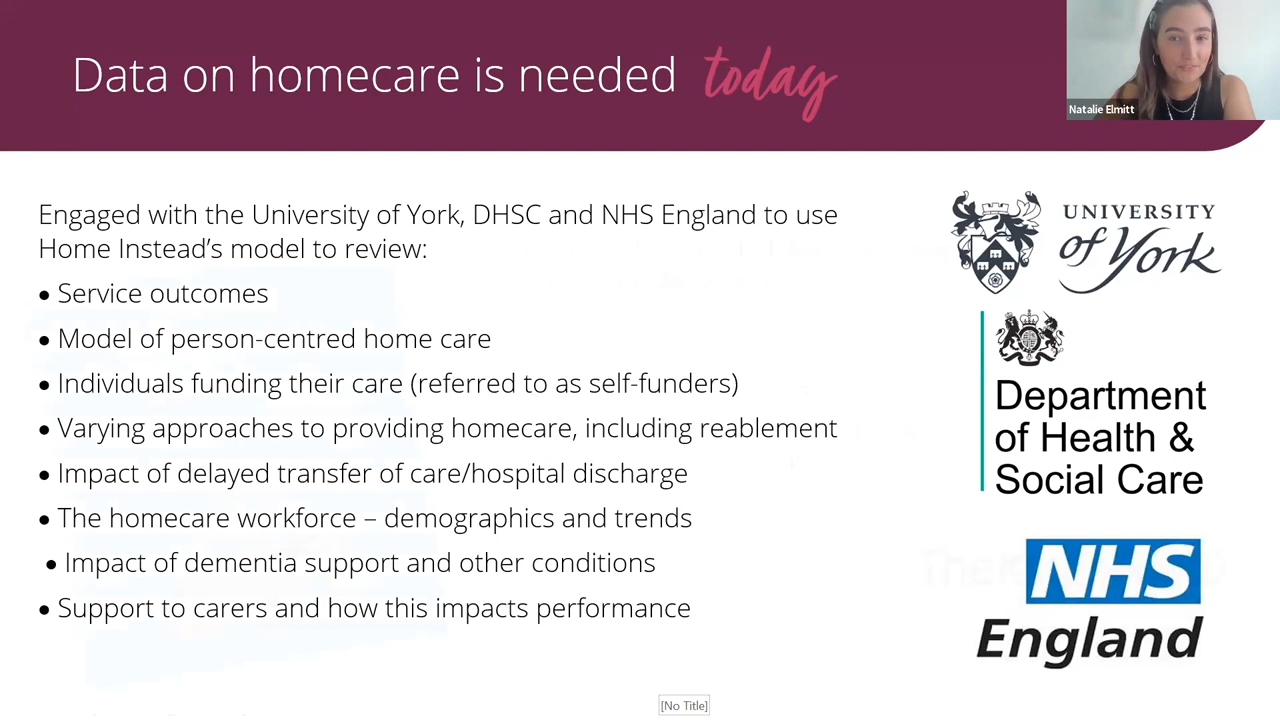 Data on homecare is needed today
Natalie Elmitt
Engaged with the University of York, DHSC and NHS England to use
Home Instead’s model to review:
• Service outcomes
• Model of person-centred home care
• Individuals funding their care (referred to as self-funders)
• Varying approaches to providing homecare, including reablement
• Impact of delayed transfer of care/hospital discharge
• The homecare workforce – demographics and trends
• Impact of dementia support and other conditions
• Support to carers and how this impacts performance
UNIVERSITY
of York
Department
of Health &
Social Care
NHS
England
[No Title]